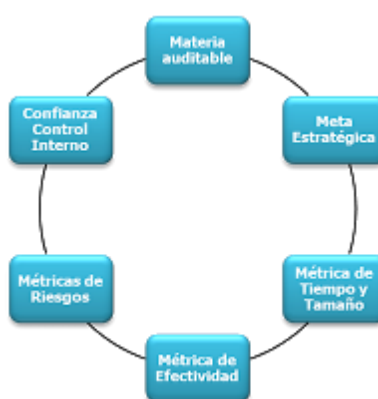 Materia
auditable
Meta
Estratégica
Métrica de
Tiempo y
Tamaño
Métrica de
Efectividad
Métricas de
Riesgos
Confianza
Control
Interno